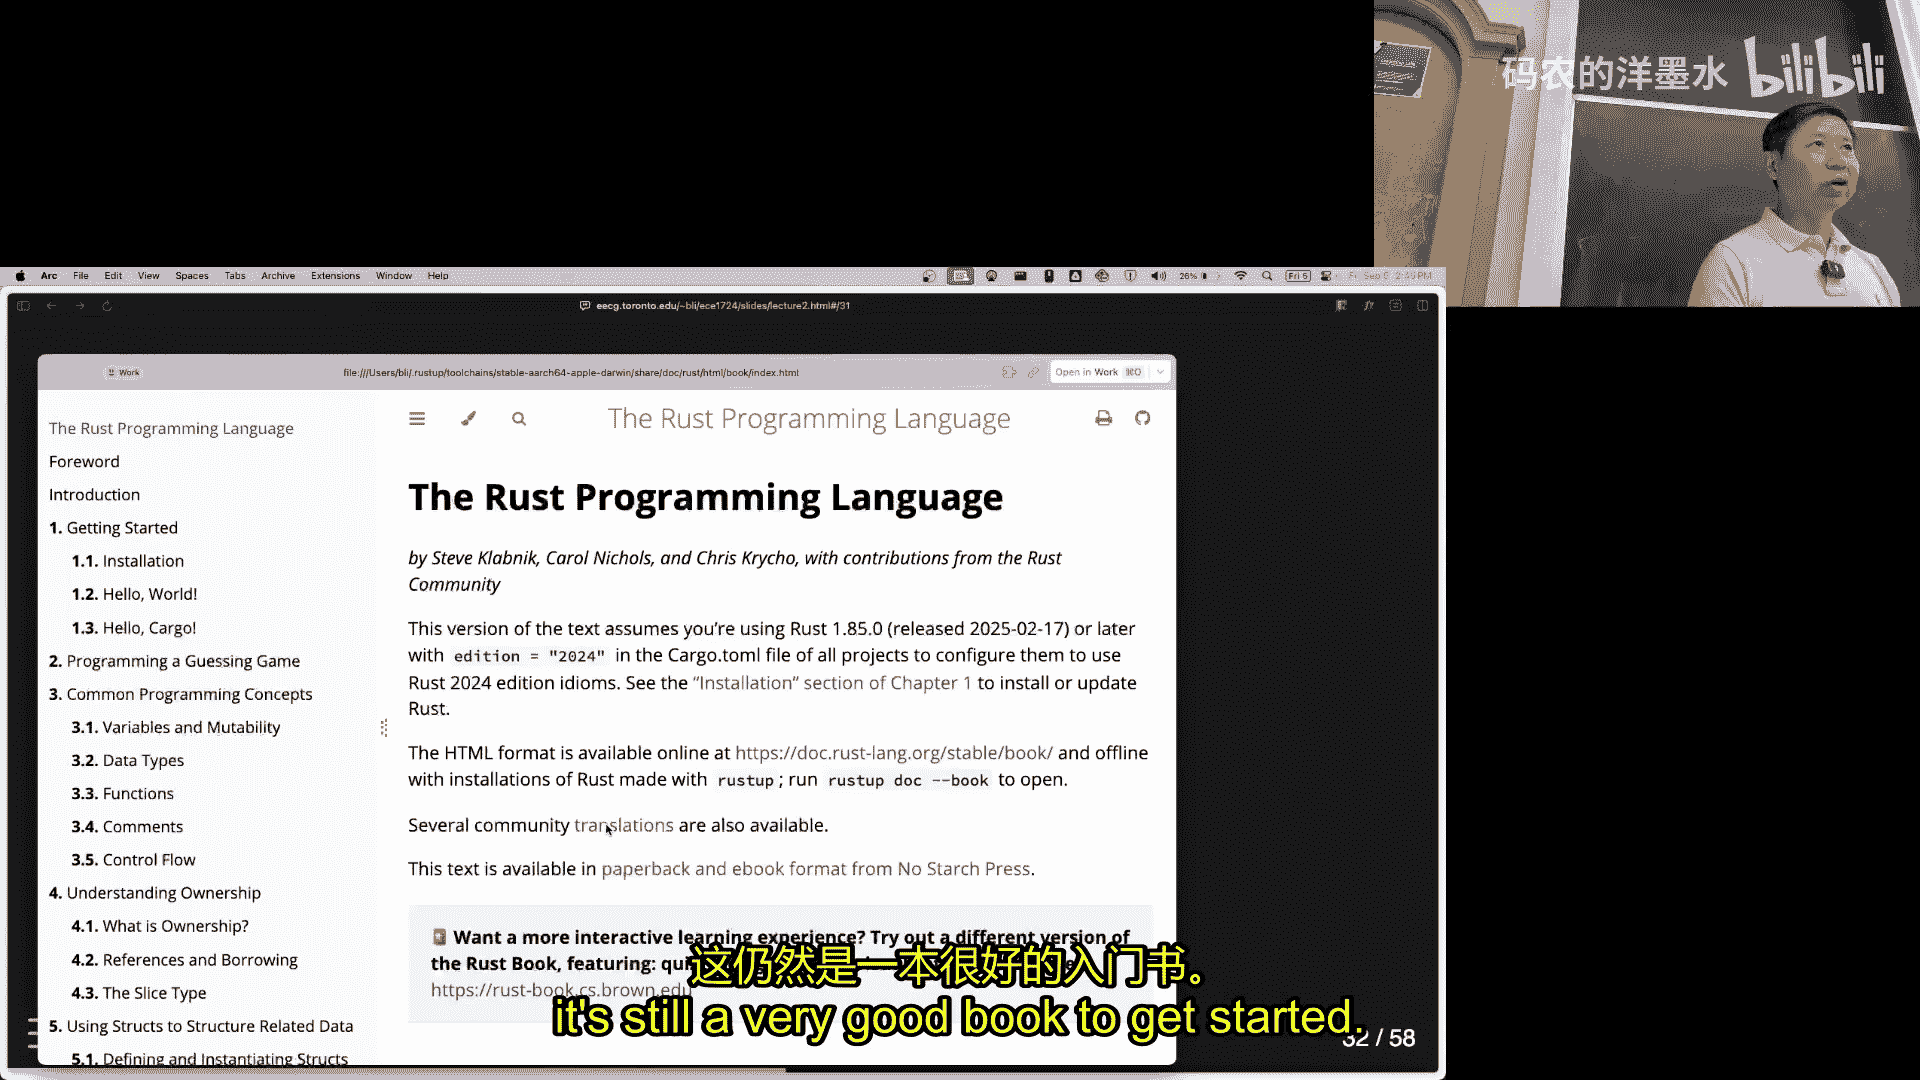 码农的洋墨水 bilibili
Arc File Edit View Spaces Tabs Archive Extensions Window Help
26%
Fri 5
eecg.toronto.edu/~bli/ece1724/slides/lecture2.html#/31
Work
file:///Users/bli/.rustup/toolchains/stable-aarch64-apple-darwin/share/doc/rust/html/book/index.html
Open in Work ⌘O
The Rust Programming Language
Foreword
Introduction
1. Getting Started
1.1. Installation
1.2. Hello, World!
1.3. Hello, Cargo!
2. Programming a Guessing Game
3. Common Programming Concepts
3.1. Variables and Mutability
3.2. Data Types
3.3. Functions
3.4. Comments
3.5. Control Flow
4. Understanding Ownership
4.1. What is Ownership?
4.2. References and Borrowing
4.3. The Slice Type
5. Using Structs to Structure Related Data
5.1. Defining and Instantiating Structs
The Rust Programming Language
The Rust Programming Language
by Steve Klabnik, Carol Nichols, and Chris Krycho, with contributions from the Rust
Community
This version of the text assumes you’re using Rust 1.85.0 (released 2025-02-17) or later
with edition = "2024" in the Cargo.toml file of all projects to configure them to use
Rust 2024 edition idioms. See the “Installation” section of Chapter 1 to install or update
Rust.
The HTML format is available online at https://doc.rust-lang.org/stable/book/ and offline
with installations of Rust made with rustup; run rustup doc --book to open.
Several community translations are also available.
This text is available in paperback and ebook format from No Starch Press.
Want a more interactive learning experience? Try out a different version of
the Rust Book, featuring:
https://rust-book.cs.brown.edu
这仍然是一本很好的入门书。
it's still a very good book to get started.
32 / 58